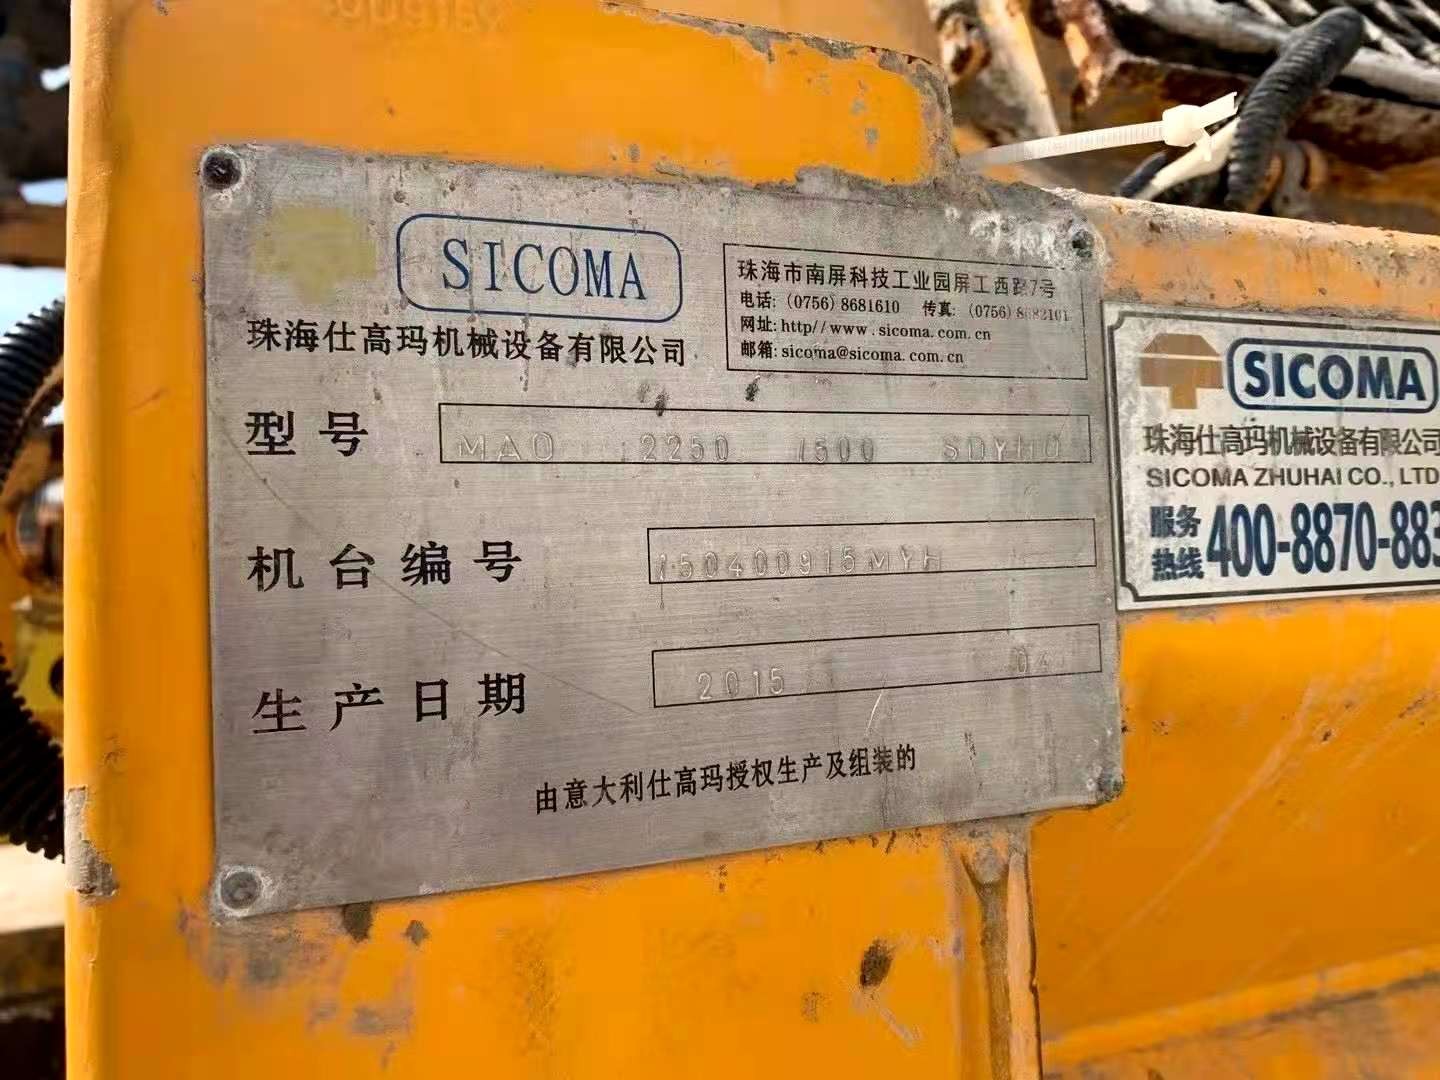 SICOMA
珠海仕高玛机械设备有限公司
珠海市南屏科技工业园屏工西路7号
电话: (0756) 8681610 传真: (0756) 8682101
网址: http//www.sicoma.com.cn
邮箱: sicoma@sicoma.com.cn
型号 MAO 2250 1500 SDYHO
机台编号 150400915MYH
生产日期 2015 / 04
由意大利仕高玛授权生产及组装的
SICOMA
珠海仕高玛机械设备有限公司
SICOMA ZHUHAI CO., LTD
服务
热线 400-8870-883